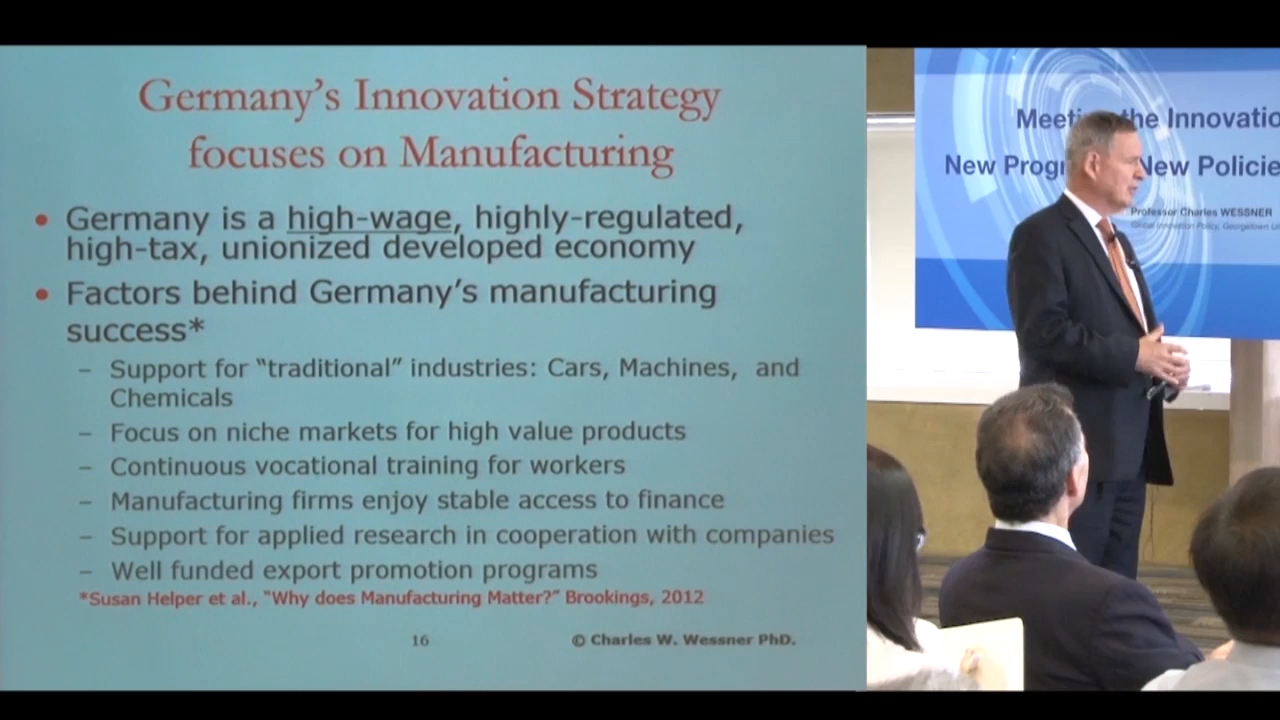 Germany's Innovation Strategy
focuses on Manufacturing
• Germany is a high-wage, highly-regulated,
high-tax, unionized developed economy
• Factors behind Germany's manufacturing
success*
– Support for "traditional" industries: Cars, Machines, and
Chemicals
– Focus on niche markets for high value products
– Continuous vocational training for workers
– Manufacturing firms enjoy stable access to finance
– Support for applied research in cooperation with companies
– Well funded export promotion programs
*Susan Helper et al., "Why does Manufacturing Matter?" Brookings, 2012
16
© Charles W. Wessner PhD.
the Innovatio
New Prog New Policie
Professor Charles WESSNER
Global Innovation Policy, Georgetown